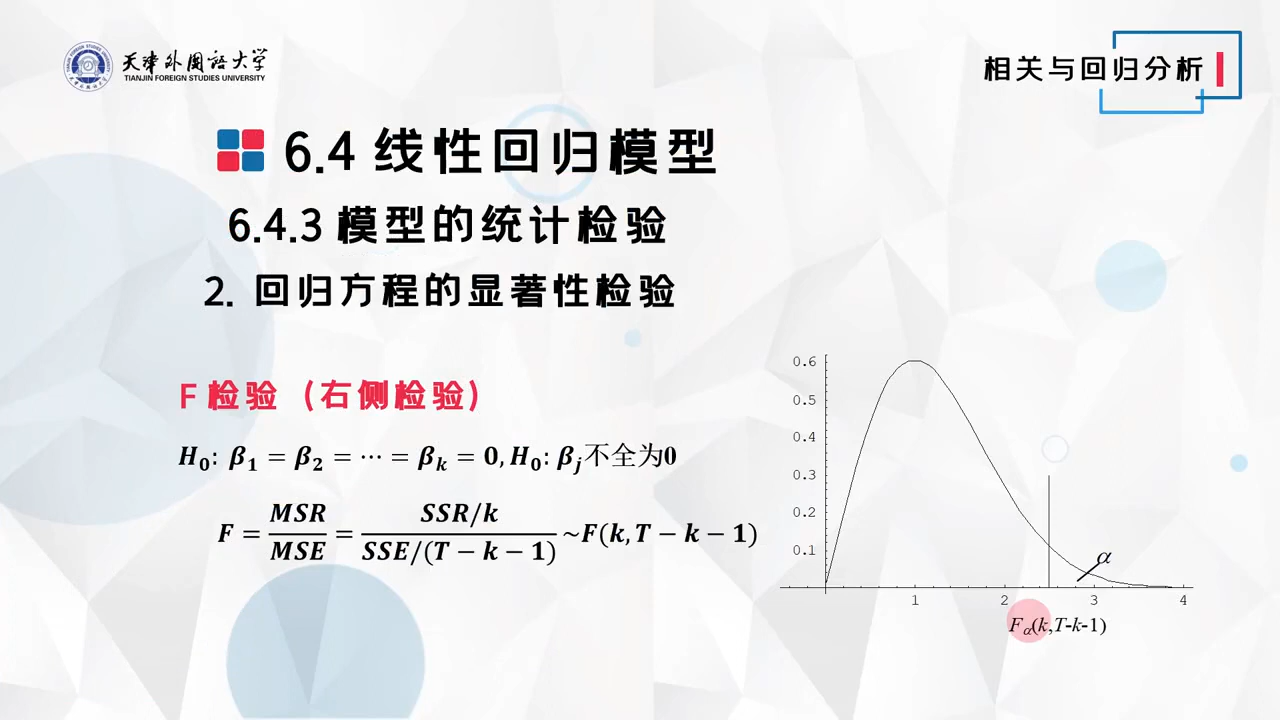 天津外国语大学
TIANJIN FOREIGN STUDIES UNIVERSITY
相关与回归分析
6.4 线性回归模型
6.4.3 模型的统计检验
2. 回归方程的显著性检验
F 检验（右侧检验）
H₀: β₁ = β₂ = ⋯ = βₖ = 0, H₀: βⱼ不全为0
F = MSR/MSE = (SSR/k)/(SSE/(T − k − 1)) ~F(k, T − k − 1)
0.6
0.5
0.4
0.3
0.2
0.1
α
1 2 3 4
F_α(k,T-k-1)